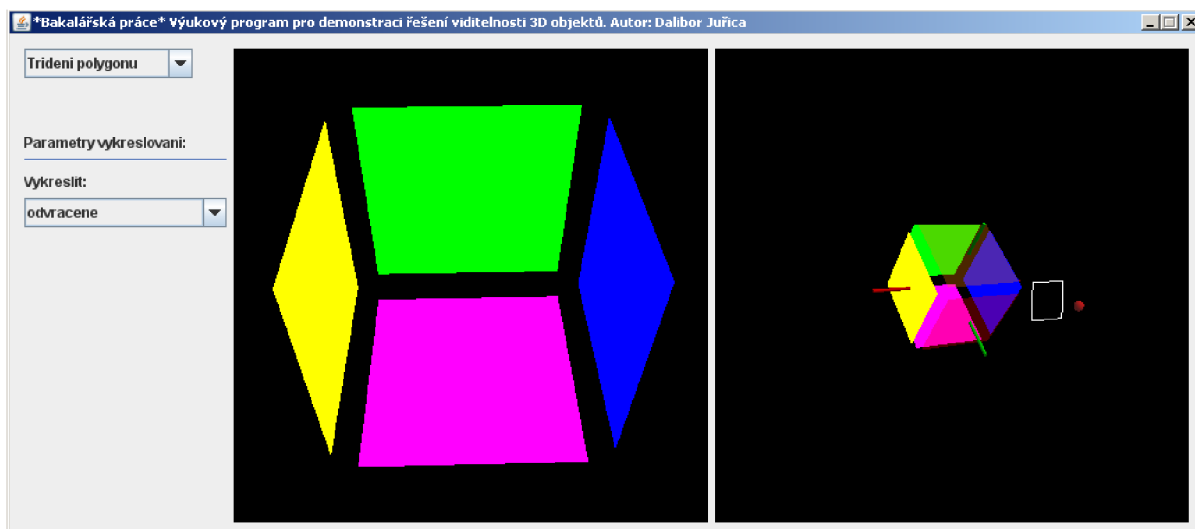 *Bakalářská práce* Výukový program pro demonstraci řešení viditelnosti 3D objektů. Autor: Dalibor Juřica
Trideni polygonu
Parametry vykreslovani:
Vykreslit:
odvracene